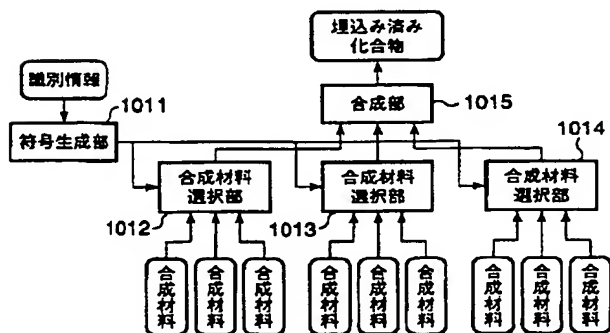 埋込み済み
化合物
識別情報
1011
合成部
1015
符号生成部
1014
合成材料
選択部
合成材料
選択部
合成材料
選択部
1012
1013
合成材料
合成材料
合成材料
合成材料
合成材料
合成材料
合成材料
合成材料
合成材料